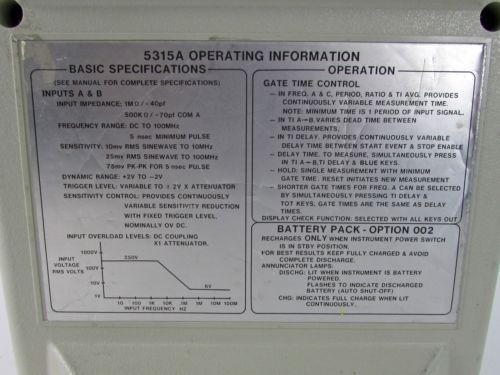 5315A OPERATING INFORMATION
BASIC SPECIFICATIONS
(SEE MANUAL FOR COMPLETE SPECIFICATIONS)
INPUTS A & B
INPUT IMPEDANCE: 1MΩ/~40pf
500KΩ/~70pf COM A
FREQUENCY RANGE: DC TO 100MHz
5 nsec MINIMUM PULSE
SENSITIVITY: 10mv RMS SINEWAVE TO 10MHz
25mv RMS SINEWAVE TO 100MHz
75mv PK-PK FOR 5 nsec PULSE
DYNAMIC RANGE: +2V TO -2V
TRIGGER LEVEL: VARIABLE TO ± 2V X ATTENUATOR
SENSITIVITY CONTROL: PROVIDES CONTINUOUSLY
VARIABLE SENSITIVITY REDUCTION
WITH FIXED TRIGGER LEVEL.
NOMINALLY OV DC.
INPUT OVERLOAD LEVELS: DC COUPLING
X1 ATTENUATOR.
1000V
100V
10V
1V
INPUT
VOLTAGE
RMS VOLTS
350V
6V
10 100 1K 10K 100K 1M 10M 100M
INPUT FREQUENCY HZ
OPERATION
GATE TIME CONTROL
- IN FREQ. A & C, PERIOD, RATIO & TI AVG. PROVIDES
CONTINUOUSLY VARIABLE MEASUREMENT TIME.
NOTE: MINIMUM TIME IS 1 PERIOD OF INPUT SIGNAL.
- IN TI A→B, VARIES DEAD TIME BETWEEN
MEASUREMENTS.
- IN TI DELAY. PROVIDES CONTINUOUSLY VARIABLE
DELAY TIME BETWEEN START EVENT & STOP ENABLE
- DELAY TIME. TO MEASURE, SIMULTANEOUSLY PRESS
IN TI A→B, TI DELAY & BLUE KEYS.
- HOLD: SINGLE MEASUREMENT WITH MINIMUM
GATE TIME. RESET INITIATES NEW MEASUREMENT
- SHORTER GATE TIMES FOR FREQ. A CAN BE SELECTED
BY SIMULTANEOUSLY PRESSING TI DELAY &
TOT KEYS, GATE TIMES ARE THE SAME AS DELAY
TIMES.
DISPLAY CHECK FUNCTION: SELECTED WITH ALL KEYS OUT
BATTERY PACK - OPTION 002
RECHARGES ONLY WHEN INSTRUMENT POWER SWITCH
IS IN STBY POSITION.
FOR BEST RESULTS KEEP FULLY CHARGED & AVOID
COMPLETE DISCHARGE.
ANNUNCIATOR LAMPS:
DISCHG: LIT WHEN INSTRUMENT IS BATTERY
POWERED.
FLASHES TO INDICATE DISCHARGED
BATTERY (AUTO SHUT-OFF)
CHG: INDICATES FULL CHARGE WHEN LIT
CONTINUOUSLY.